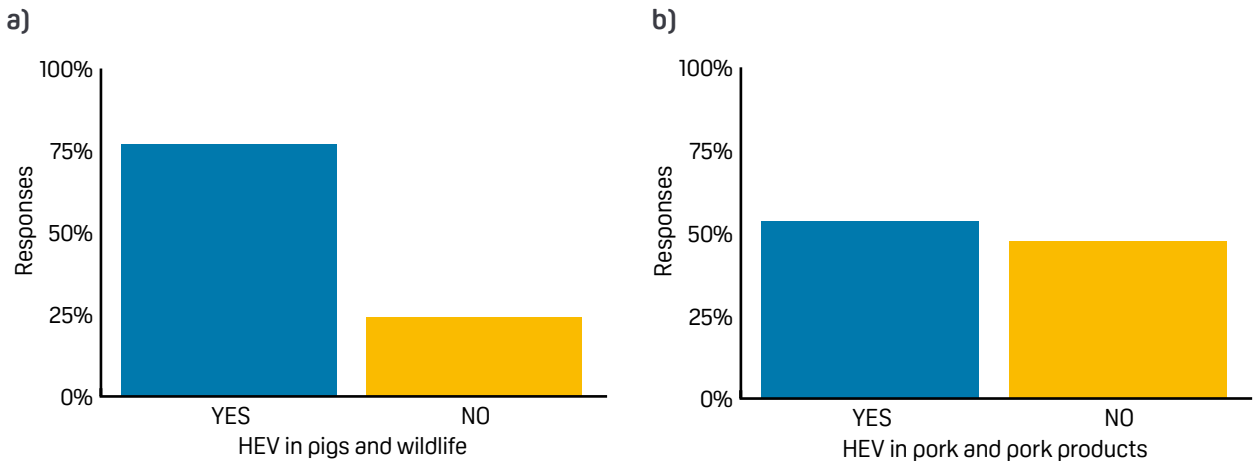 a)
100%
75%
50%
25%
0%
Responses
YES
NO
HEV in pigs and wildlife
b)
100%
75%
50%
25%
0%
Responses
YES
NO
HEV in pork and pork products